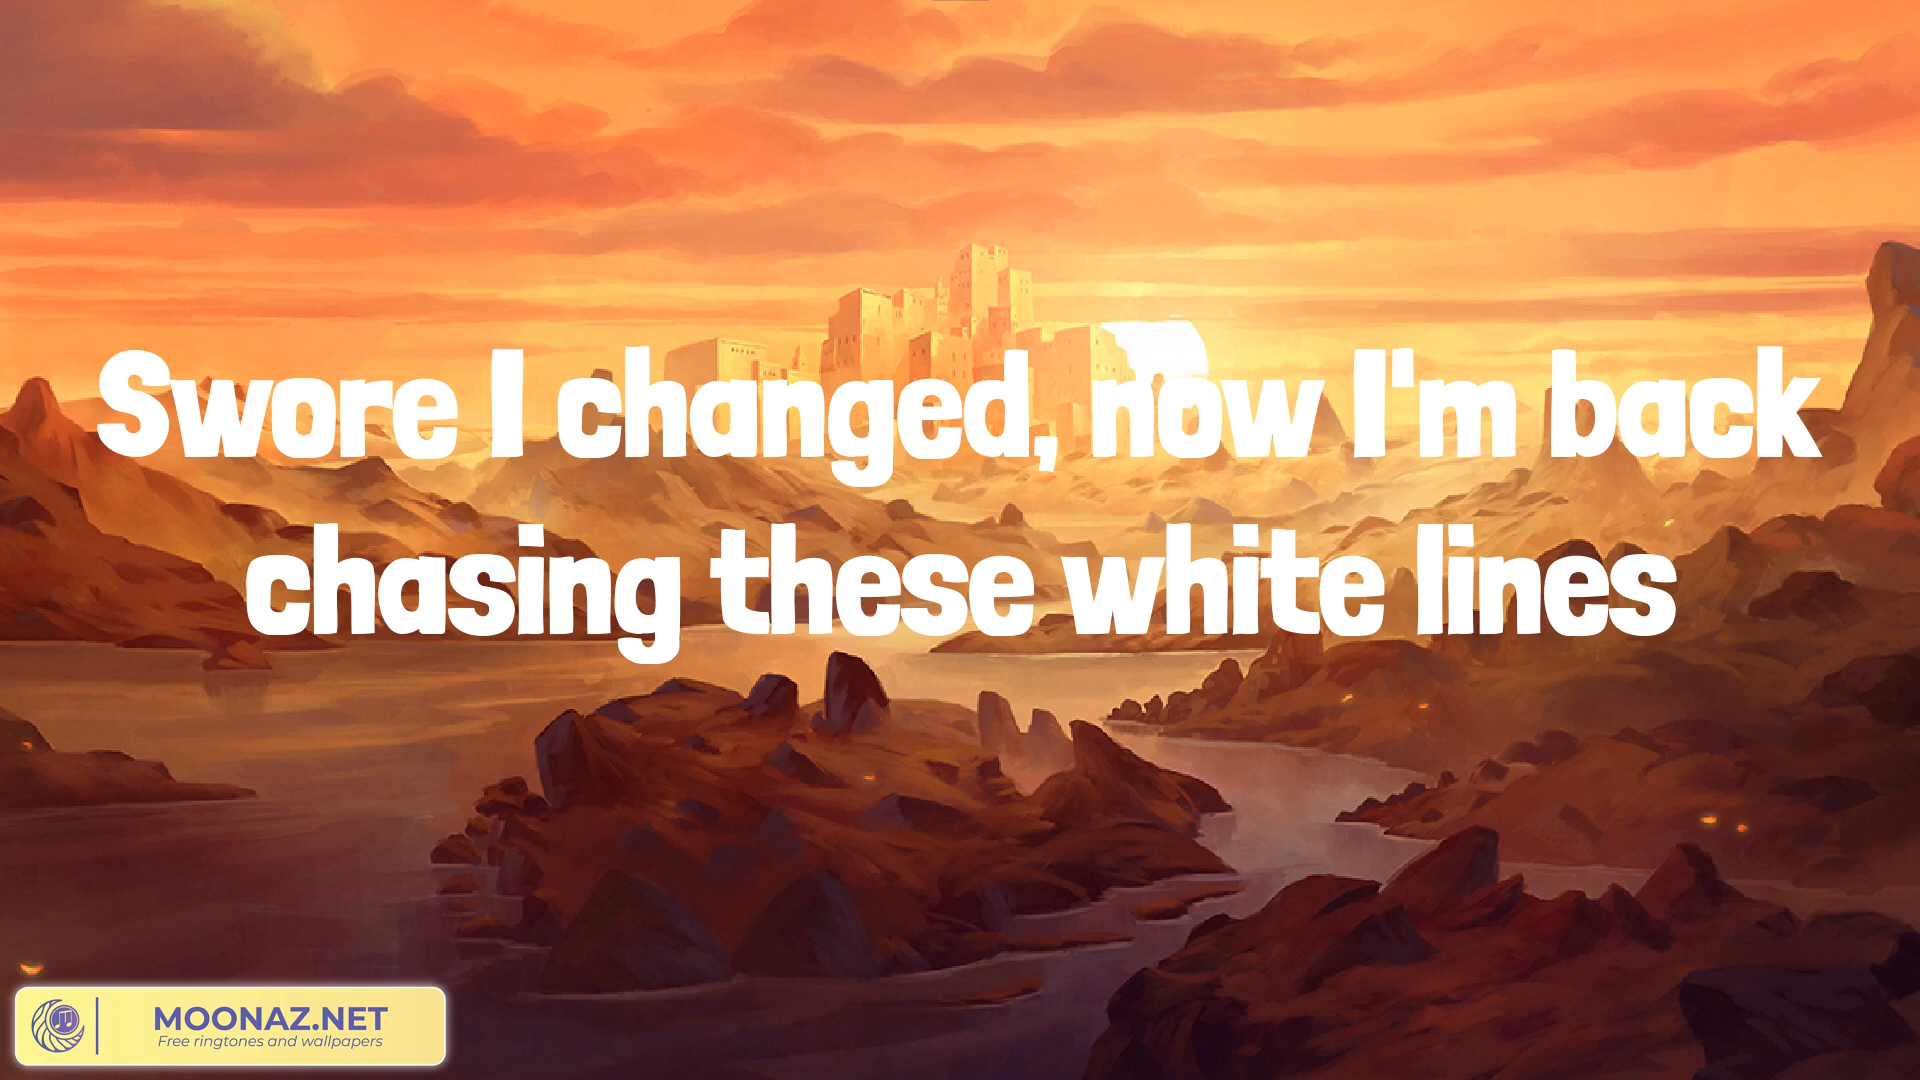 Swore I changed, now I'm back
chasing these white lines
MOONAZ.NET
Free ringtones and wallpapers